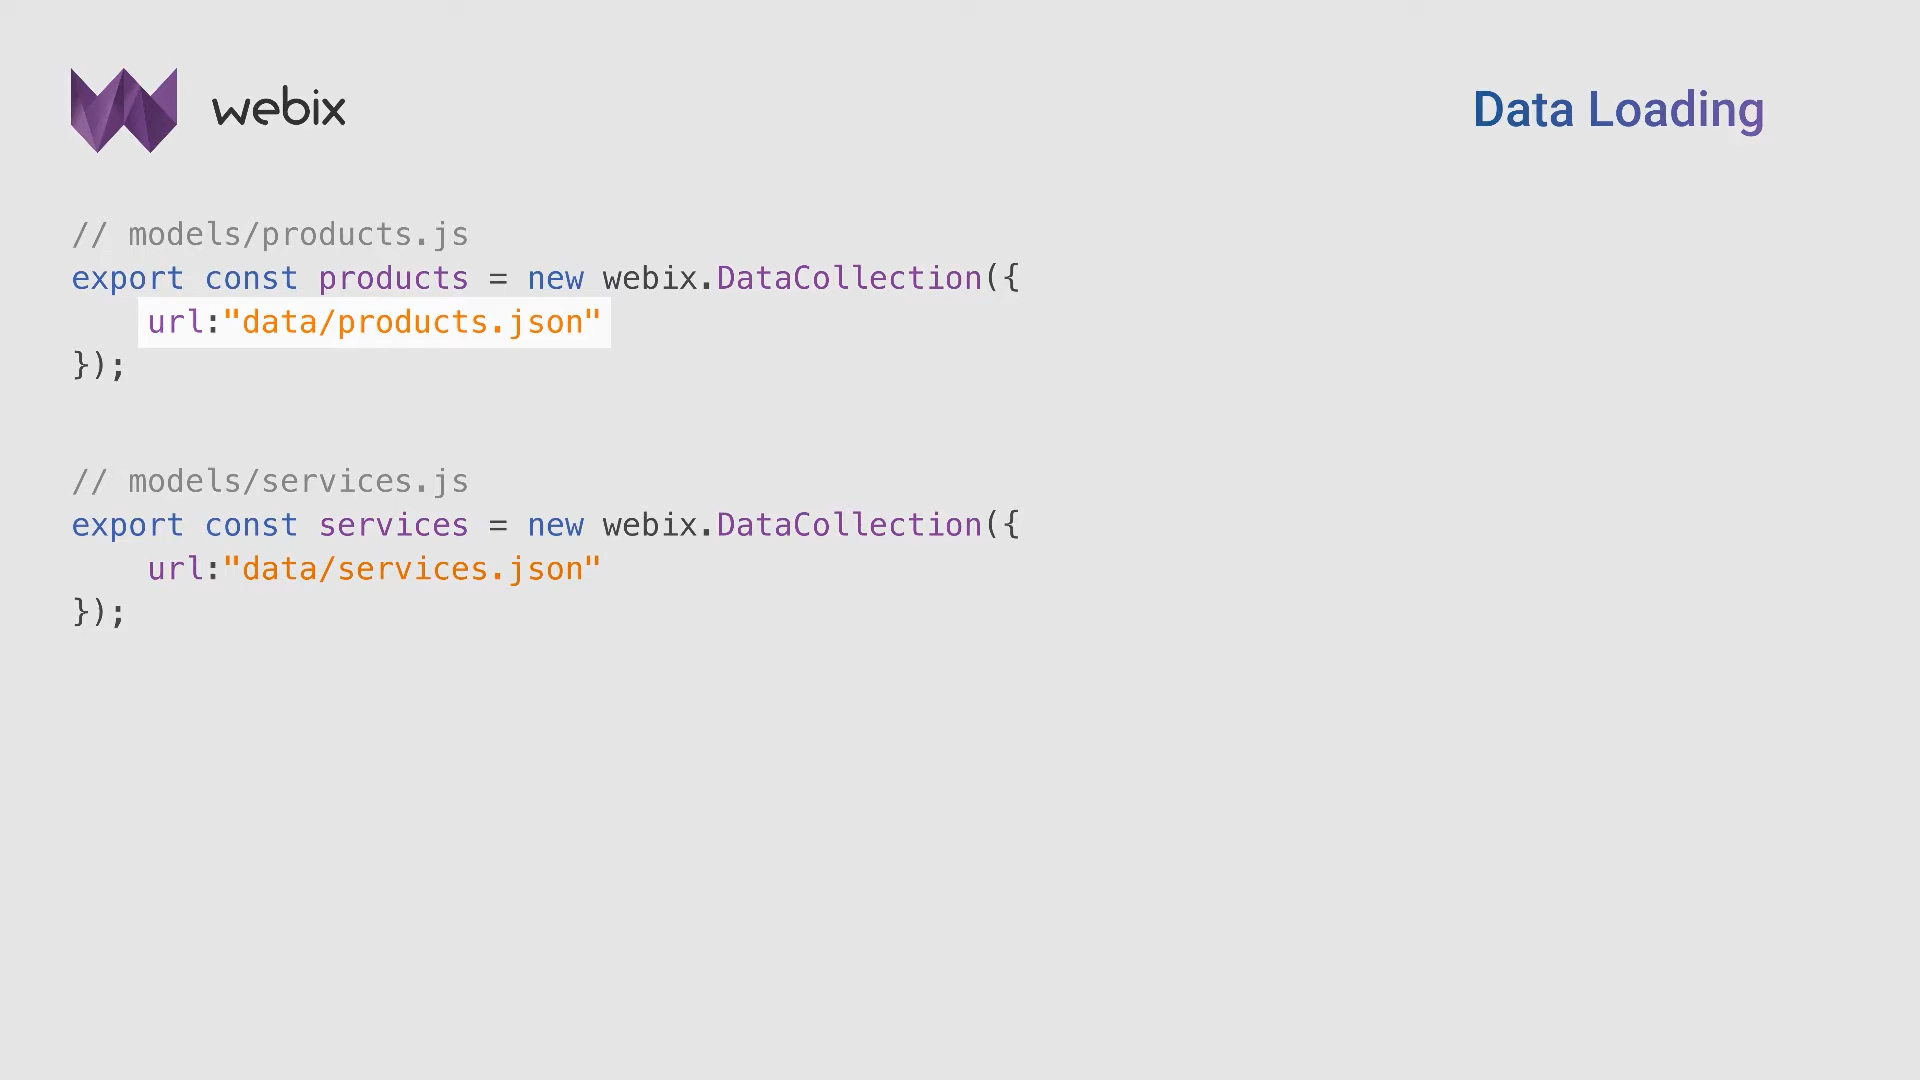 webix
Data Loading
// models/products.js
export const products = new webix.DataCollection({
    url:"data/products.json"
});
// models/services.js
export const services = new webix.DataCollection({
    url:"data/services.json"
});